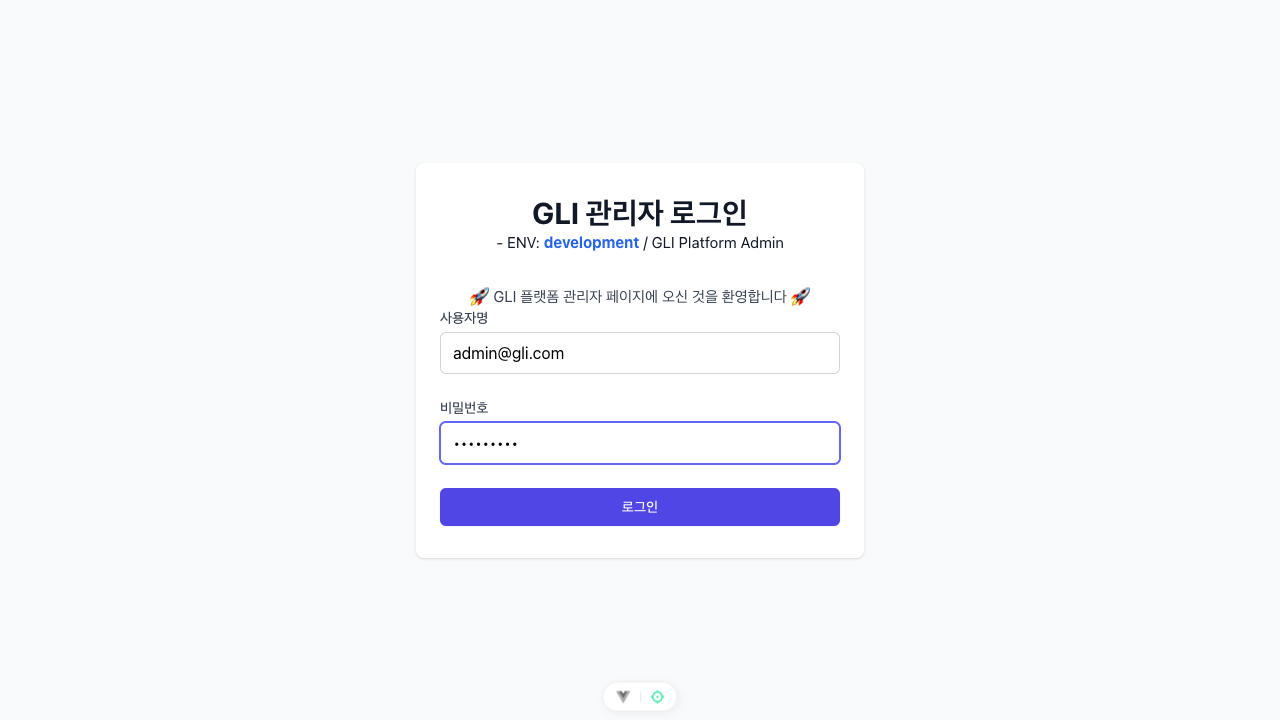 GLI 관리자 로그인
- ENV: development / GLI Platform Admin
🚀 GLI 플랫폼 관리자 페이지에 오신 것을 환영합니다 🚀
사용자명
admin@gli.com
비밀번호
•••••••••
로그인